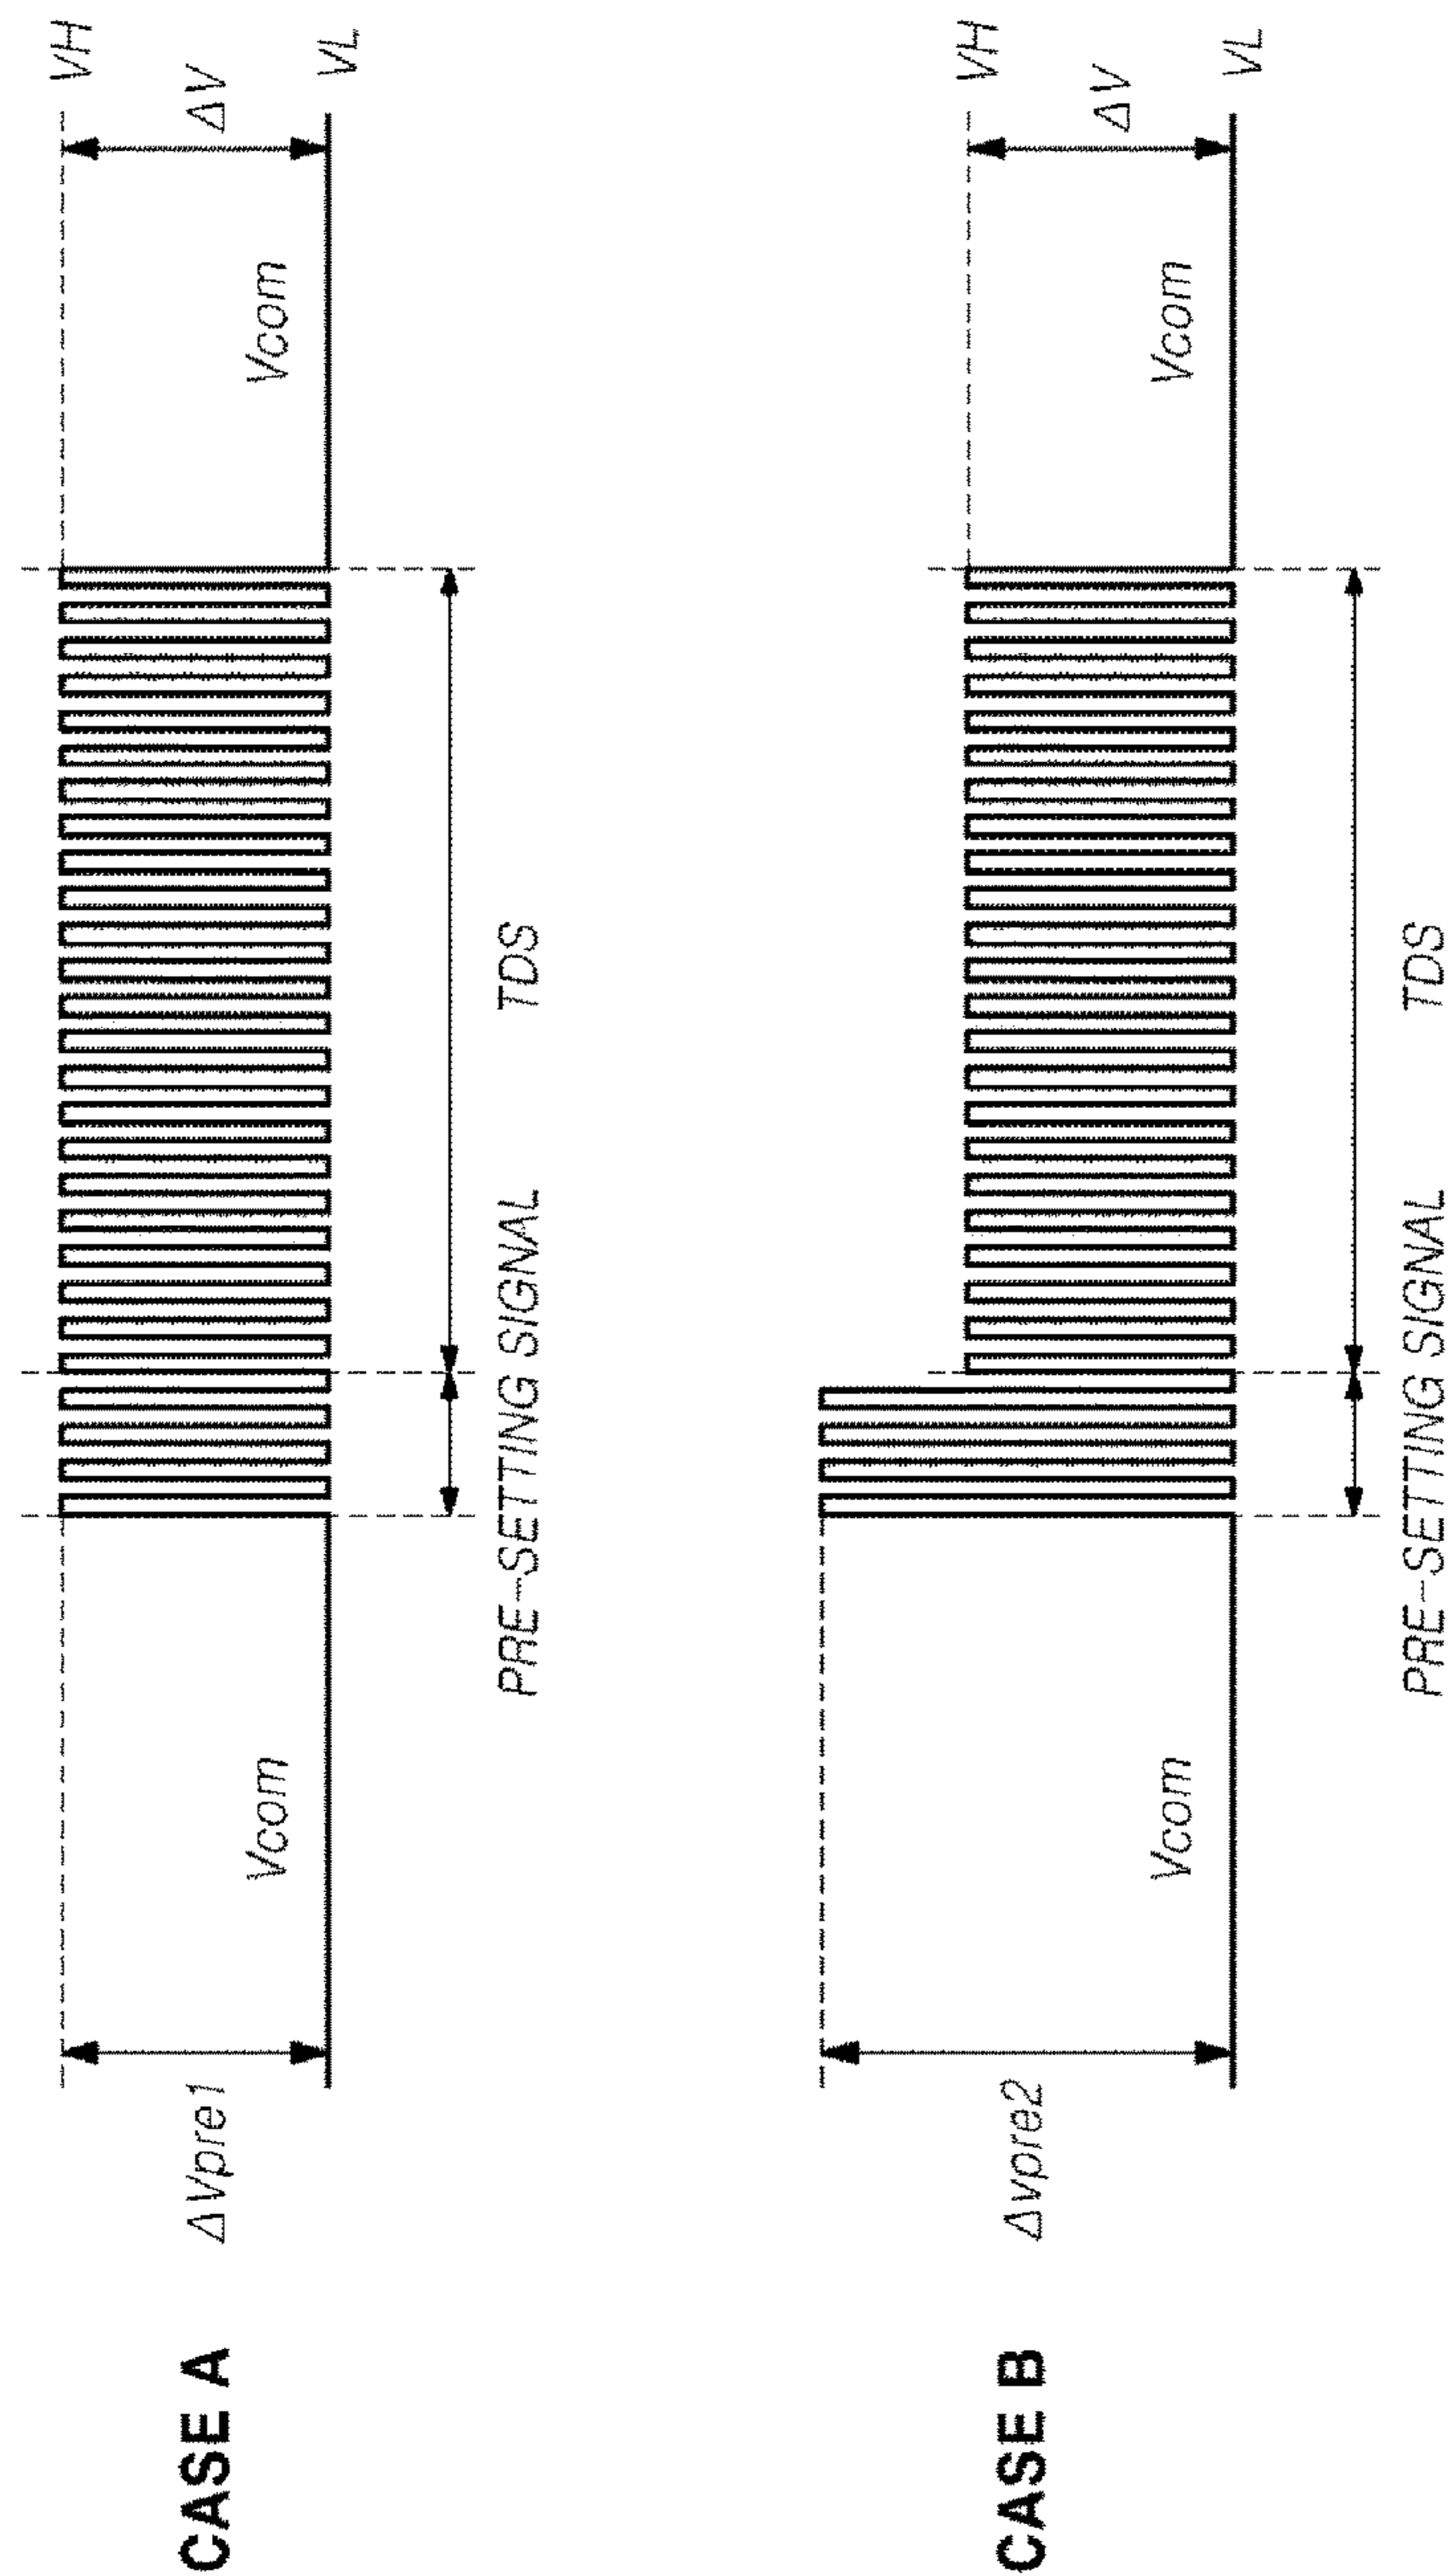 CASE A
ΔVpre1
Vcom
Vcom
VH
ΔV
VL
PRE-SETTING SIGNAL
TDS
CASE B
Δvpre2
Vcom
Vcom
VH
ΔV
VL
PRE-SETTING SIGNAL
TDS